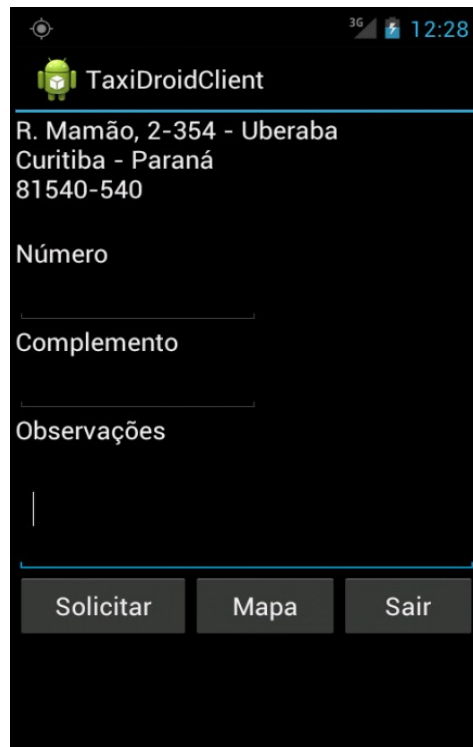 3G 12:28
TaxiDroidClient
R. Mamão, 2-354 - Uberaba
Curitiba - Paraná
81540-540
Número
Complemento
Observações
Solicitar Mapa Sair